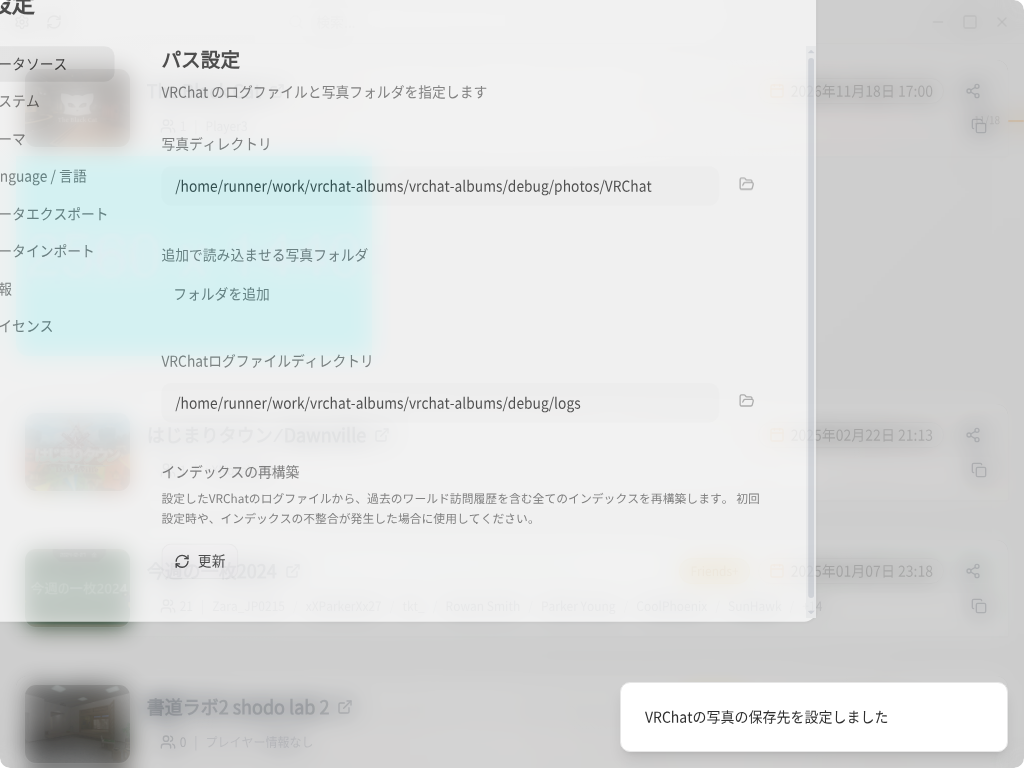 定
ータソース
ステム
ーマ
nguage / 言語
ータエクスポート
ータインポート
報
イセンス
パス設定
VRChat のログファイルと写真フォルダを指定します
写真ディレクトリ
/home/runner/work/vrchat-albums/vrchat-albums/debug/photos/VRChat
追加で読み込ませる写真フォルダ
フォルダを追加
VRChatログファイルディレクトリ
/home/runner/work/vrchat-albums/vrchat-albums/debug/logs
インデックスの再構築
設定したVRChatのログファイルから、過去のワールド訪問履歴を含む全てのインデックスを再構築します。 初回
設定時や、インデックスの不整合が発生した場合に使用してください。
更新
2025年11月18日 17:00
はじまりタウン/Dawnville
2025年02月22日 21:13
今週の一枚2024
2025年01月07日 23:18
書道ラボ2 shodo lab 2
0 | プレイヤー情報なし
VRChatの写真の保存先を設定しました